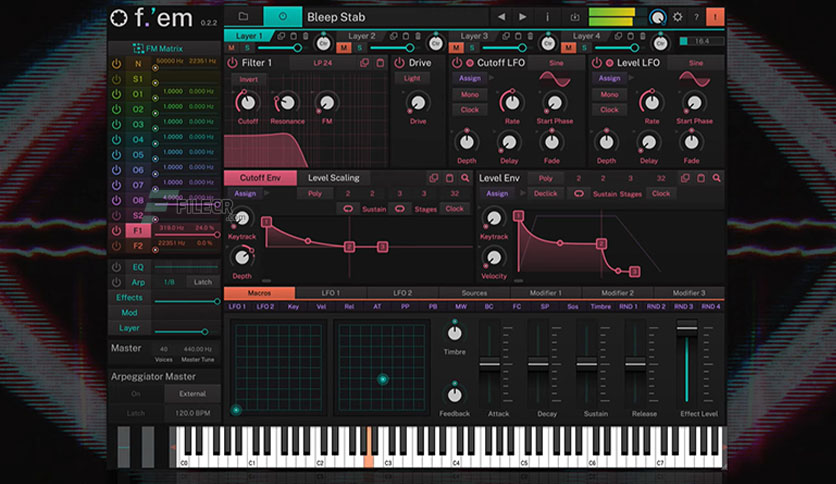 f.'em 0.2.2 Bleep Stab i ? !
FM Matrix Layer 1 Layer 2 Layer 3 Layer 4
M S M S M S M S 16.4
N 50000 Hz 22351 Hz
S1
O1 1.0000 0.000 Hz
O2 1.0000 0.000 Hz
O3 1.0000 0.000 Hz
O4 1.0000 0.000 Hz
O5 1.0000 0.000 Hz
O6 1.0000 0.000 Hz
O7 1.0000 0.000 Hz
O8 4.0000 0.000 Hz
S2
F1 319.0 Hz 24.0 %
F2 22351 Hz 0.0 %
EQ
Arp 1/8 Latch
Effects
Mod
Layer
Master 40 440.00 Hz
Voices Master Tune
Arpeggiator Master
On External
Latch 120.0 BPM
Filter 1 LP 24 Drive Cutoff LFO Sine Level LFO Sine
Invert Light Assign Assign
Mono Mono
Clock Clock
Cutoff Resonance FM Drive Rate Start Phase Rate Start Phase
Depth Delay Fade Depth Delay Fade
Cutoff Env Level Scaling Level Env Poly 2 2 3 3 32
Assign Poly 2 2 3 3 32 Assign Declick Sustain Stages Clock
Sustain Stages Clock
FILECR
Keytrack Keytrack
Depth Velocity
1 2 3 1 2 3
Macros LFO 1 LFO 2 Sources Modifier 1 Modifier 2 Modifier 3
LFO 1 LFO 2 Key Vel Rel AT PP PB MW BC FC SP Sos Timbre RND 1 RND 2 RND 3 RND 4
Timbre
Feedback Attack Decay Sustain Release Effect Level
C0 C1 C2 C3 C4 C5 C6 C7